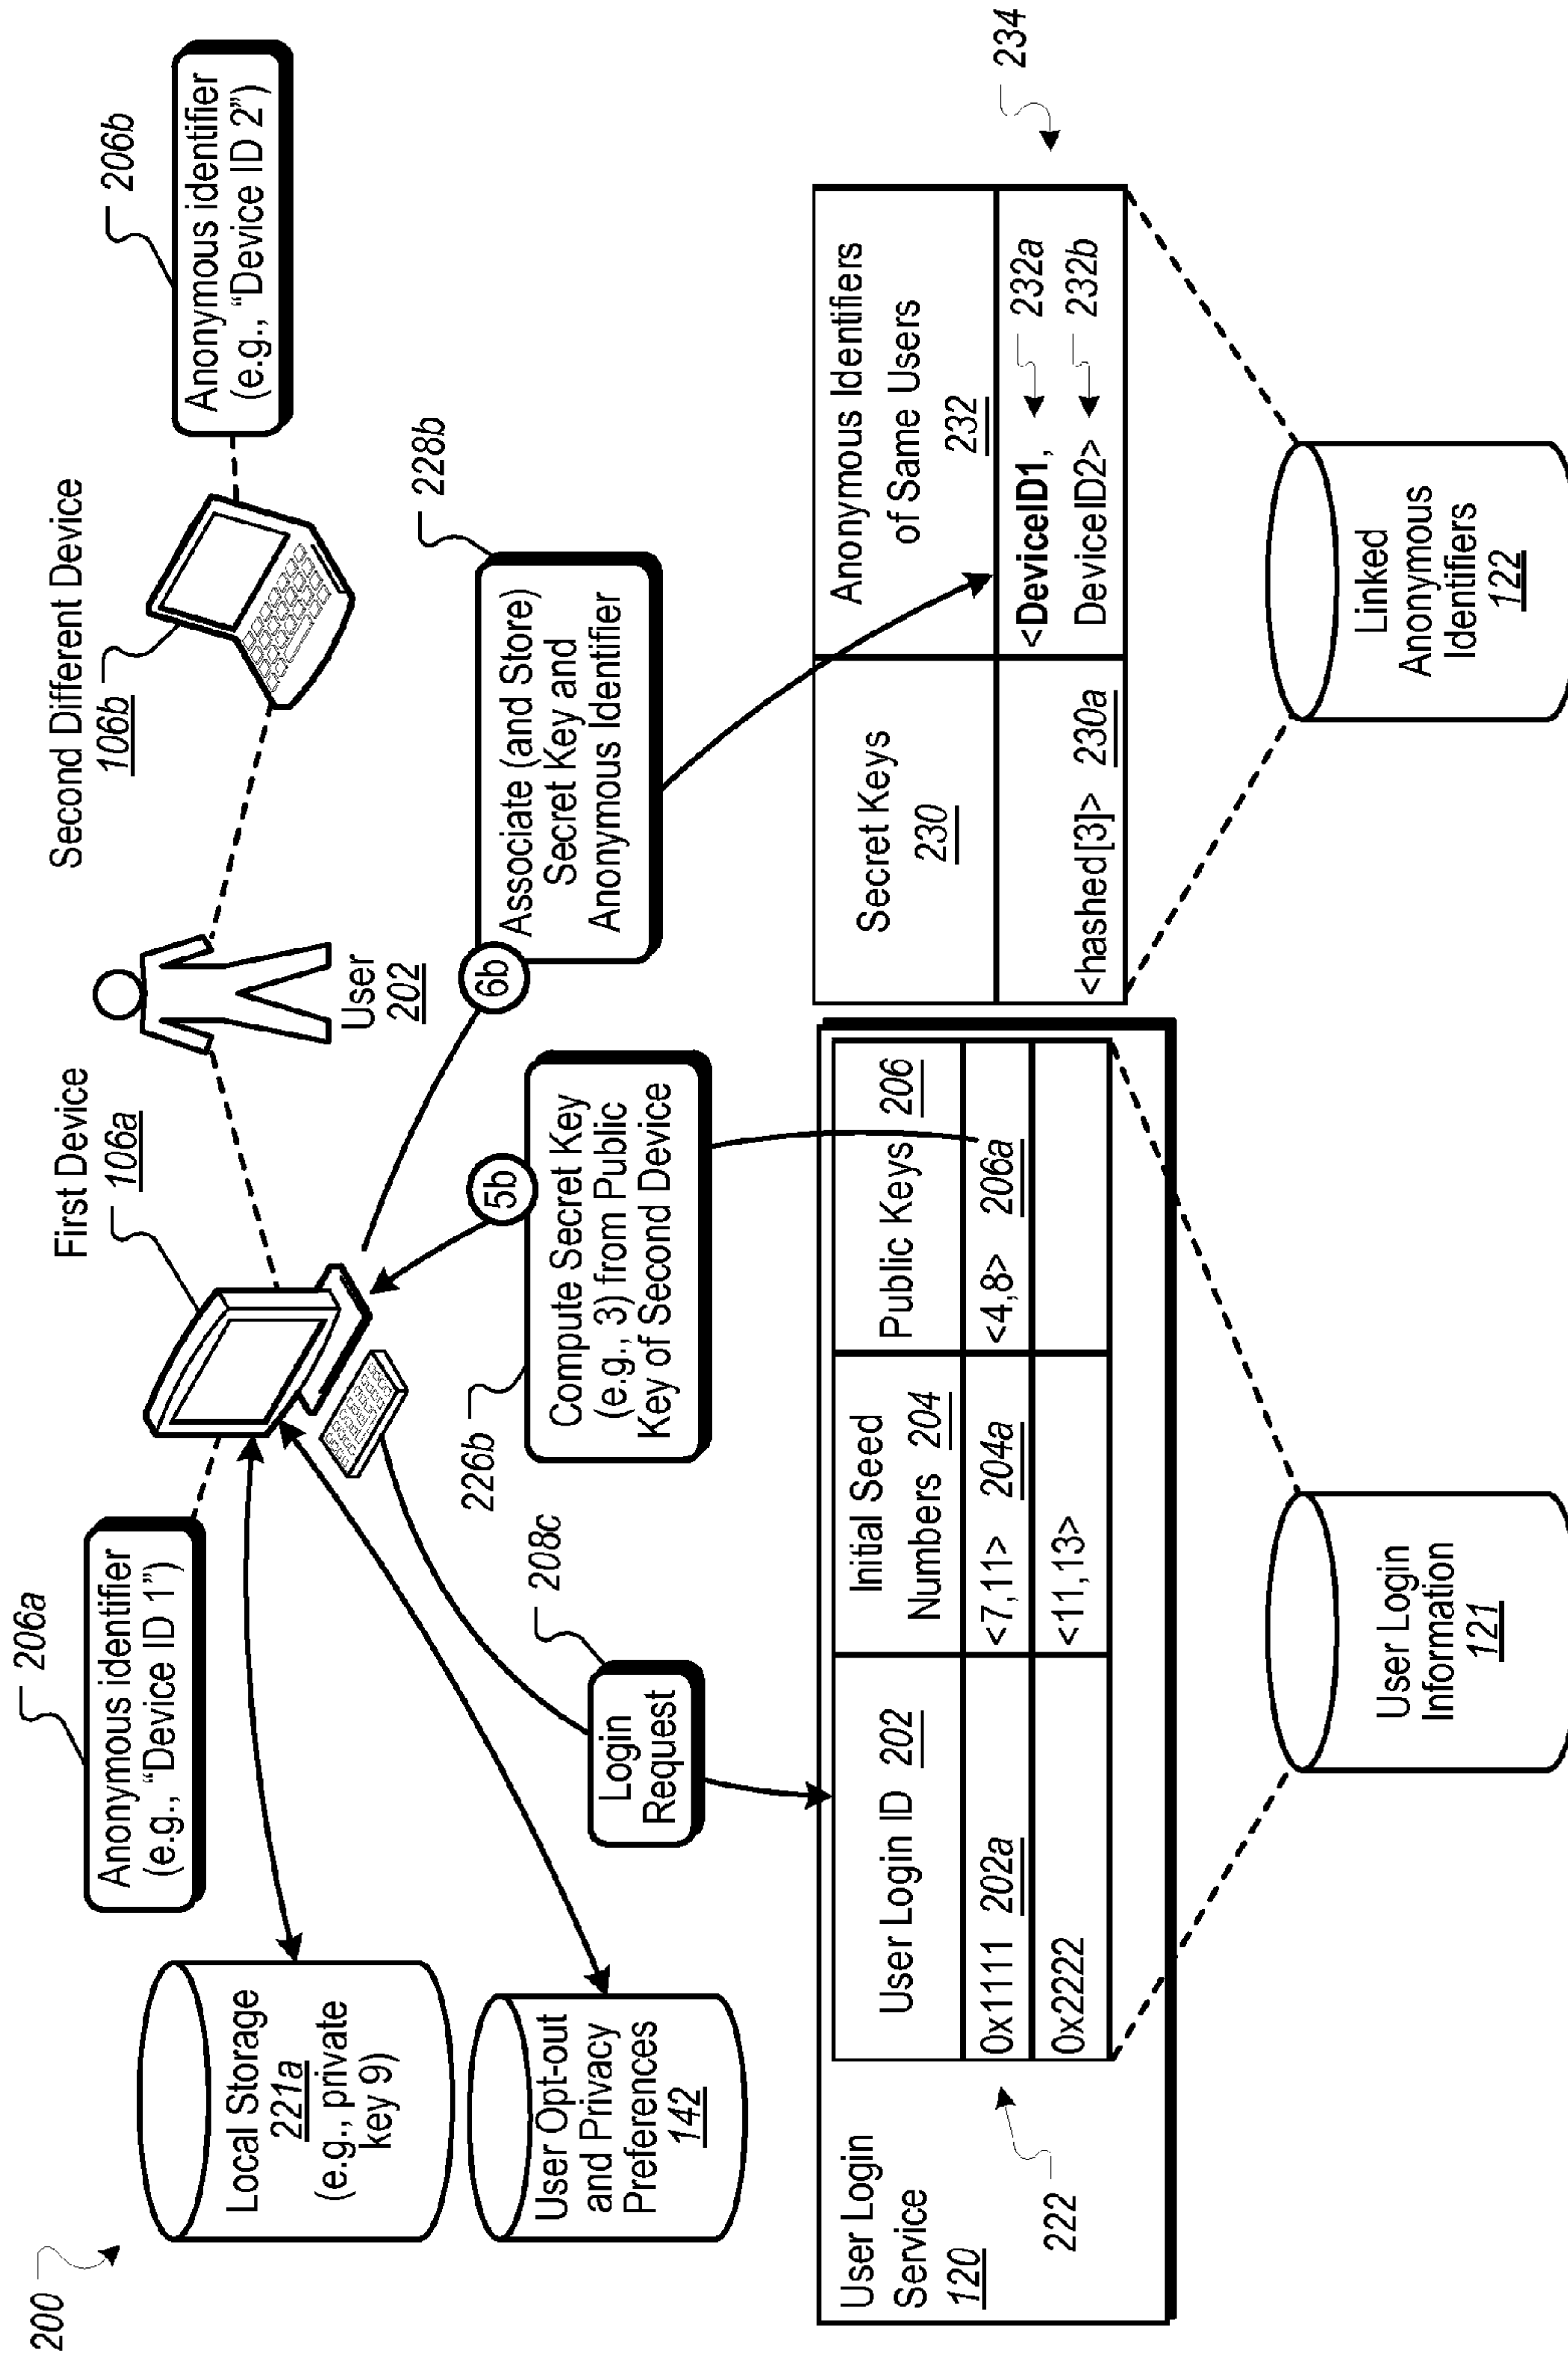 200
206a
Anonymous identifier
(e.g., “Device ID 1”)
First Device
106a
User
202
Second Different Device
106b
206b
Anonymous identifier
(e.g., “Device ID 2”)
Local Storage
221a
(e.g., private
key 9)
User Opt-out
and Privacy
Preferences
142
208c
Login
Request
226b
5b
Compute Secret Key
(e.g., 3) from Public
Key of Second Device
6b
228b
Associate (and Store)
Secret Key and
Anonymous Identifier
User Login
Service
120
222
User Login ID 202
Initial Seed
Numbers 204
Public Keys 206
0x1111 202a
<7,11> 204a
<4,8> 206a
0x2222
<11,13>
Secret Keys
230
Anonymous Identifiers
of Same Users
232
<hashed[3]> 230a
<DeviceID1, 232a
DeviceID2> 232b
234
User Login
Information
121
Linked
Anonymous
Identifiers
122